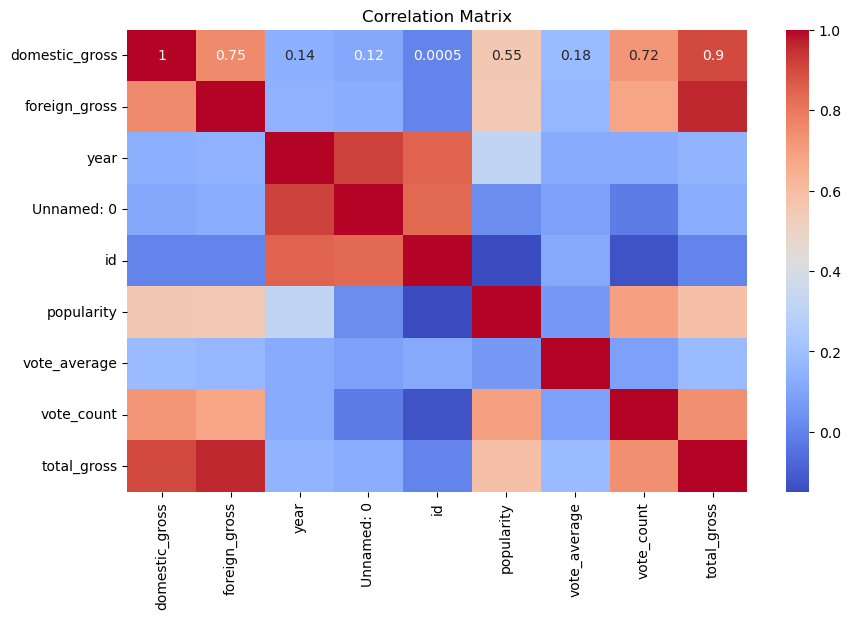 Correlation Matrix
domestic_gross 1 0.75 0.14 0.12 0.0005 0.55 0.18 0.72 0.9
foreign_gross
year
Unnamed: 0
id
popularity
vote_average
vote_count
total_gross
domestic_gross
foreign_gross
year
Unnamed: 0
id
popularity
vote_average
vote_count
total_gross
1.0
0.8
0.6
0.4
0.2
0.0